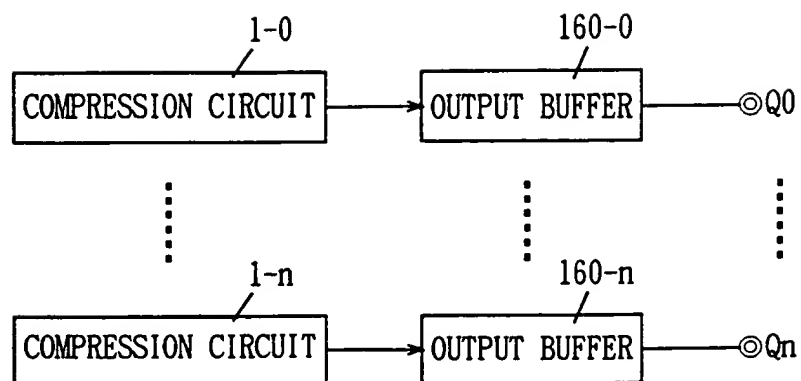 1-0 160-0
COMPRESSION CIRCUIT OUTPUT BUFFER Q0
1-n 160-n
COMPRESSION CIRCUIT OUTPUT BUFFER Qn